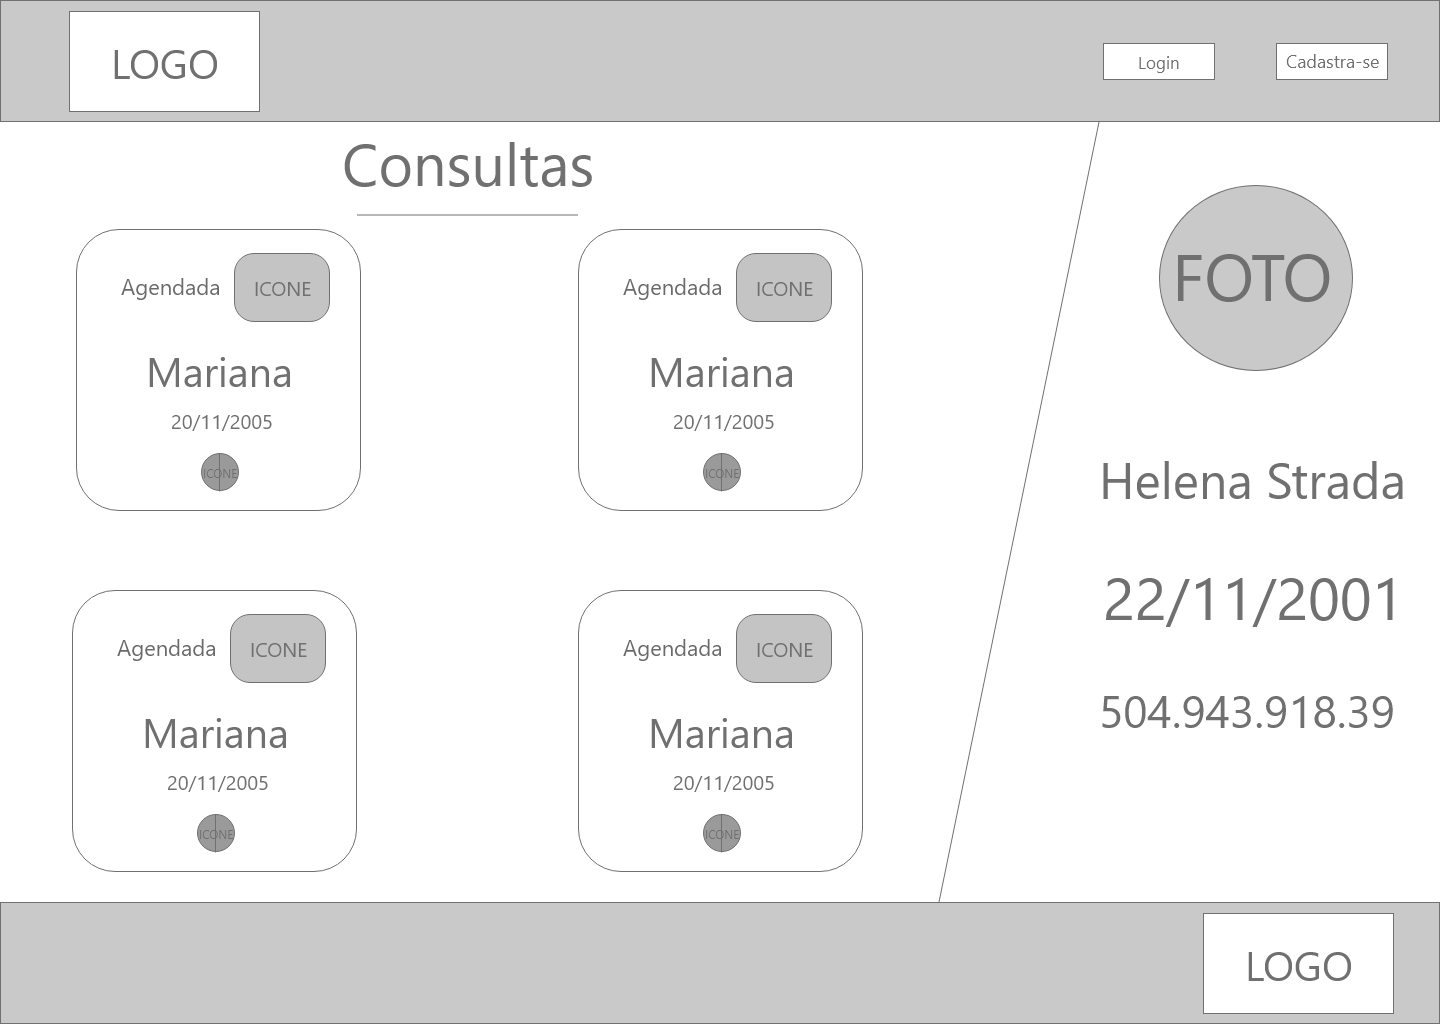 LOGO
Login
Cadastra-se
Consultas
Agendada
ICONE
Mariana
20/11/2005
ICONE
Agendada
ICONE
Mariana
20/11/2005
ICONE
Agendada
ICONE
Mariana
20/11/2005
ICONE
Agendada
ICONE
Mariana
20/11/2005
ICONE
FOTO
Helena Strada
22/11/2001
504.943.918.39
LOGO